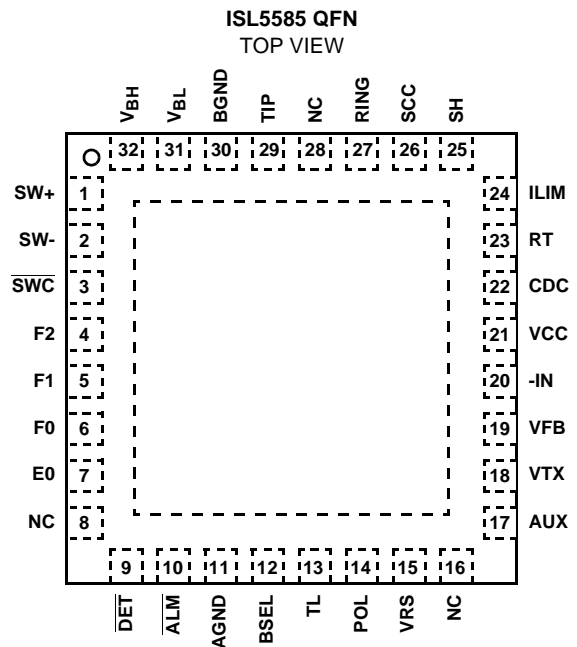 ISL5585 QFN
TOP VIEW
VBH VBL BGND TIP NC RING SCC SH
32 31 30 29 28 27 26 25
SW+ 1 24 ILIM
SW- 2 23 RT
S̅W̅C̅ 3 22 CDC
F2 4 21 VCC
F1 5 20 -IN
F0 6 19 VFB
E0 7 18 VTX
NC 8 17 AUX
9 10 11 12 13 14 15 16
D̅E̅T̅ A̅L̅M̅ AGND BSEL TL POL VRS NC